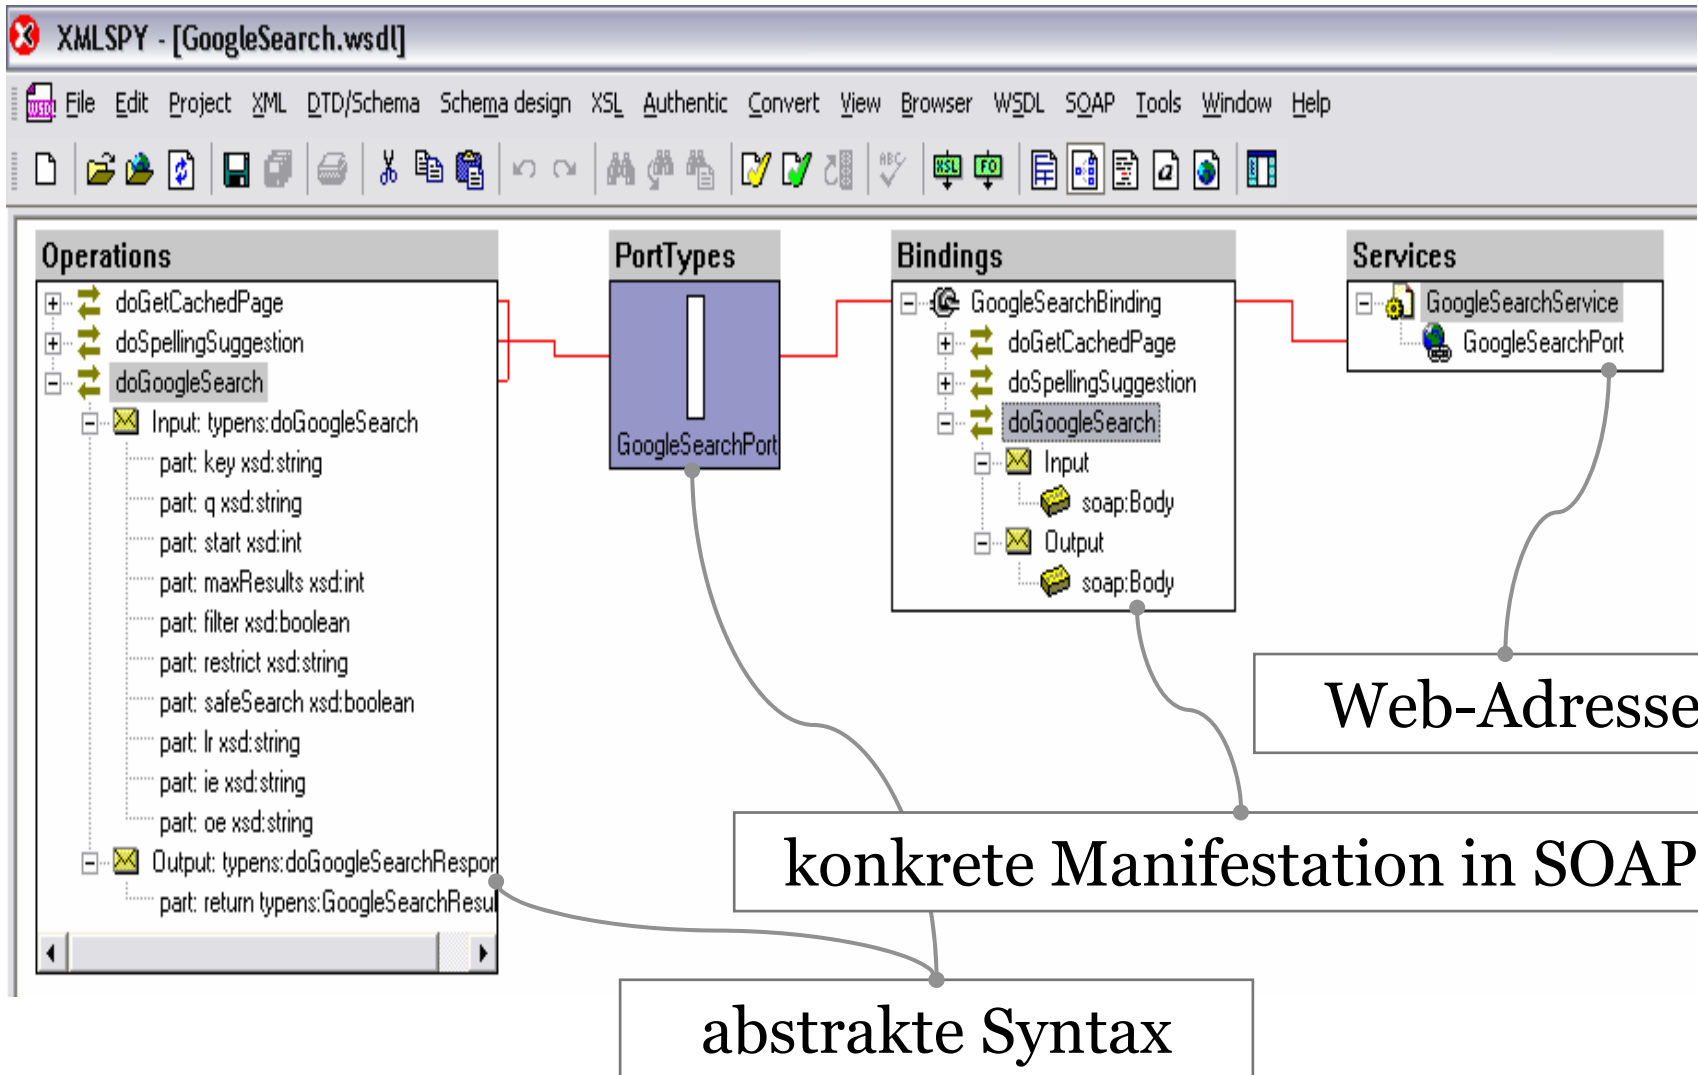 XMLSPY - [GoogleSearch.wsdl]
File Edit Project XML DTD/Schema Schema design XSL Authentic Convert View Browser WSDL SOAP Tools Window Help
ABC XSL FO a
Operations
doGetCachedPage
doSpellingSuggestion
doGoogleSearch
Input: typens:doGoogleSearch
part: key xsd:string
part: q xsd:string
part: start xsd:int
part: maxResults xsd:int
part: filter xsd:boolean
part: restrict xsd:string
part: safeSearch xsd:boolean
part: lr xsd:string
part: ie xsd:string
part: oe xsd:string
Output: typens:doGoogleSearchRespor
part: return typens:GoogleSearchResul
PortTypes
GoogleSearchPort
Bindings
GoogleSearchBinding
doGetCachedPage
doSpellingSuggestion
doGoogleSearch
Input
soap:Body
Output
soap:Body
Services
GoogleSearchService
GoogleSearchPort
Web-Adresse
konkrete Manifestation in SOAP
abstrakte Syntax